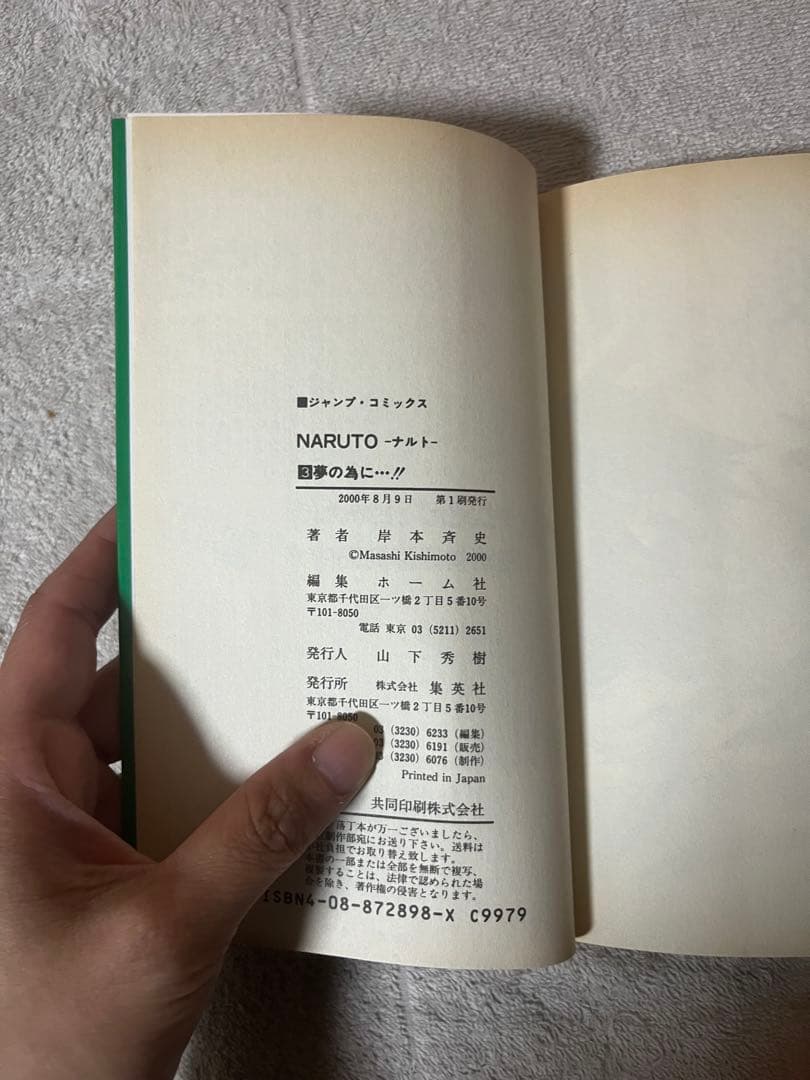 ■ジャンプ・コミックス
NARUTO -ナルト-
3夢の為に…!!
2000年8月9日 第1刷発行
著者 岸本斉史
©Masashi Kishimoto 2000
編集 ホーム社
東京都千代田区一ツ橋2丁目5番10号
〒101-8050
電話 東京 03 (5211) 2651
発行人 山下秀樹
発行所 株式会社 集英社
東京都千代田区一ツ橋2丁目5番10号
〒101-8050
03 (3230) 6233 (編集)
03 (3230) 6191 (販売)
3 (3230) 6076 (制作)
Printed in Japan
共同印刷株式会社
落丁本が万一ございましたら、
制作部宛にお送り下さい。送料は
社負担でお取り替え致します。
本書の一部または全部を無断で複写、
複製することは、法律で認められた場
合を除き、著作権の侵害となります。
ISBN4-08-872898-X C9979